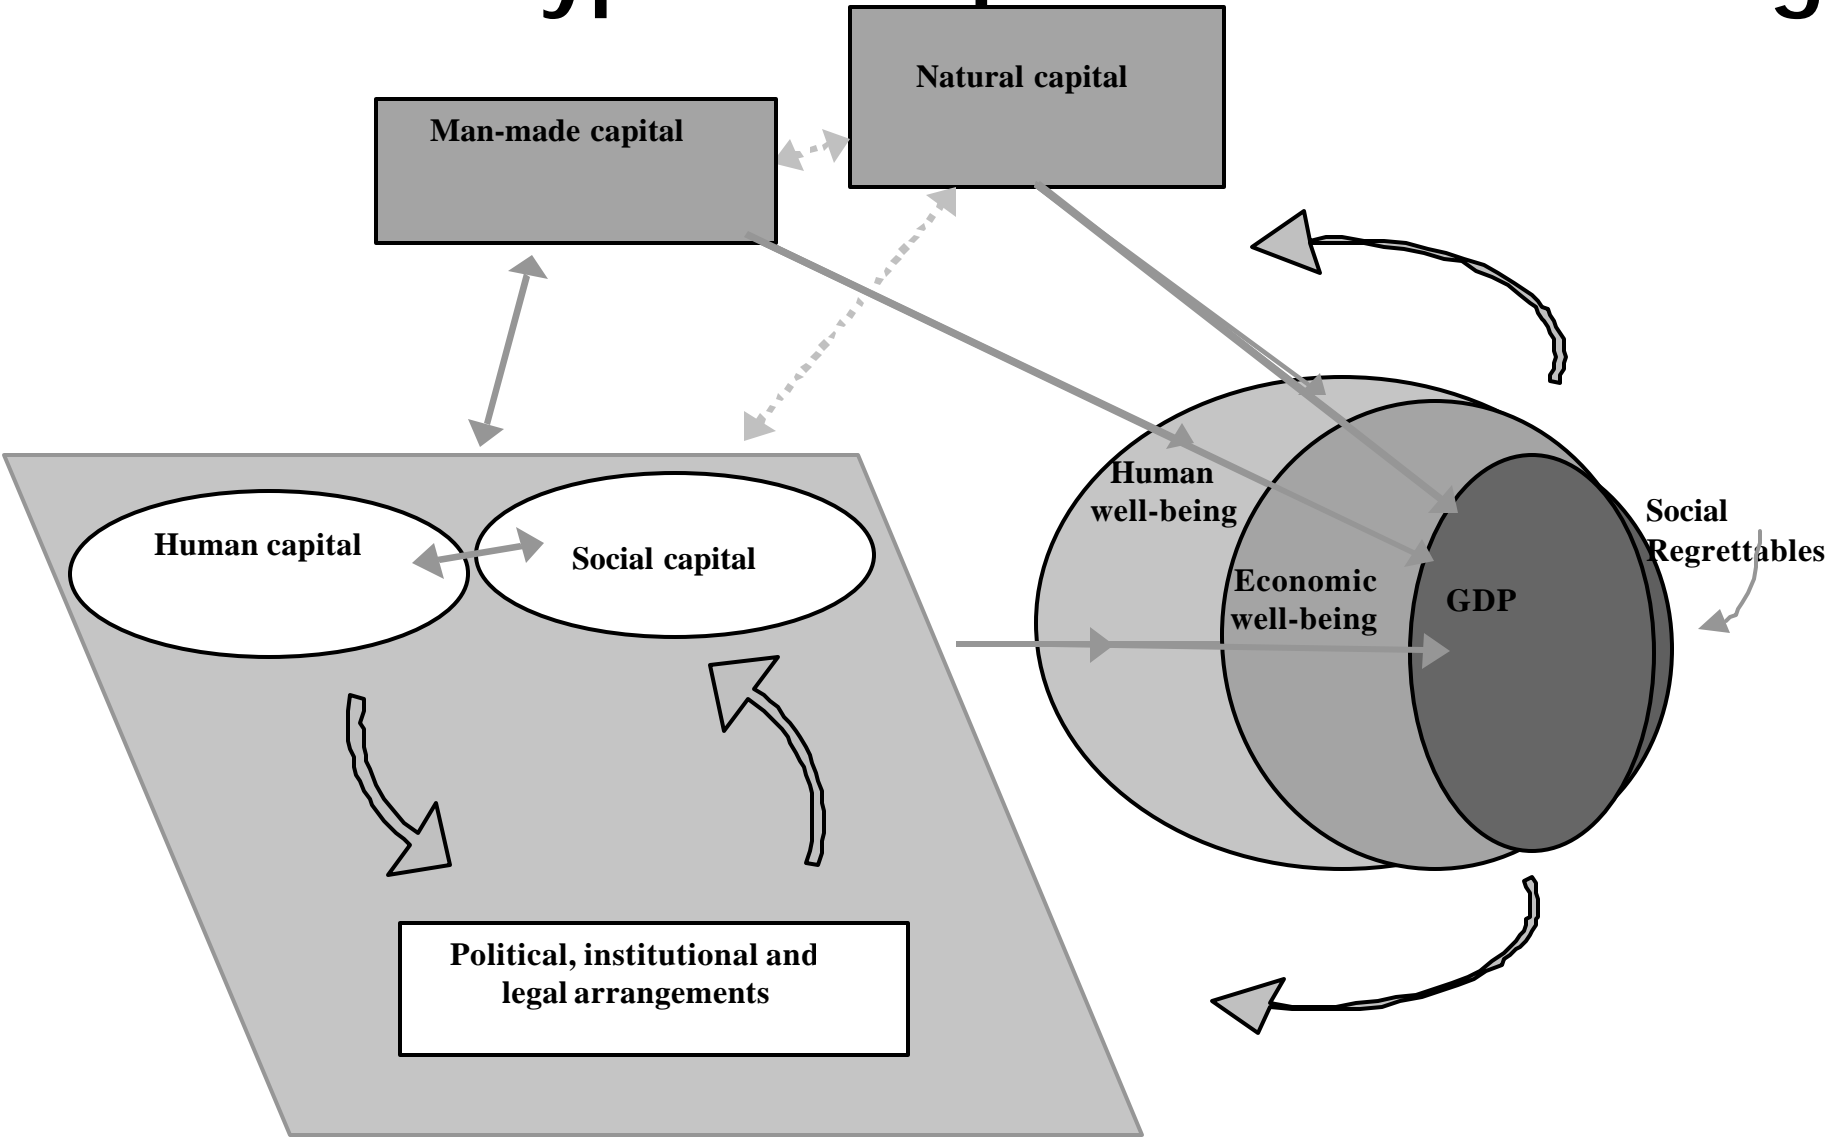 Natural capital
Man-made capital
Human
well-being
Social
Regrettables
Human capital
Social capital
Economic
well-being
GDP
Political, institutional and
legal arrangements